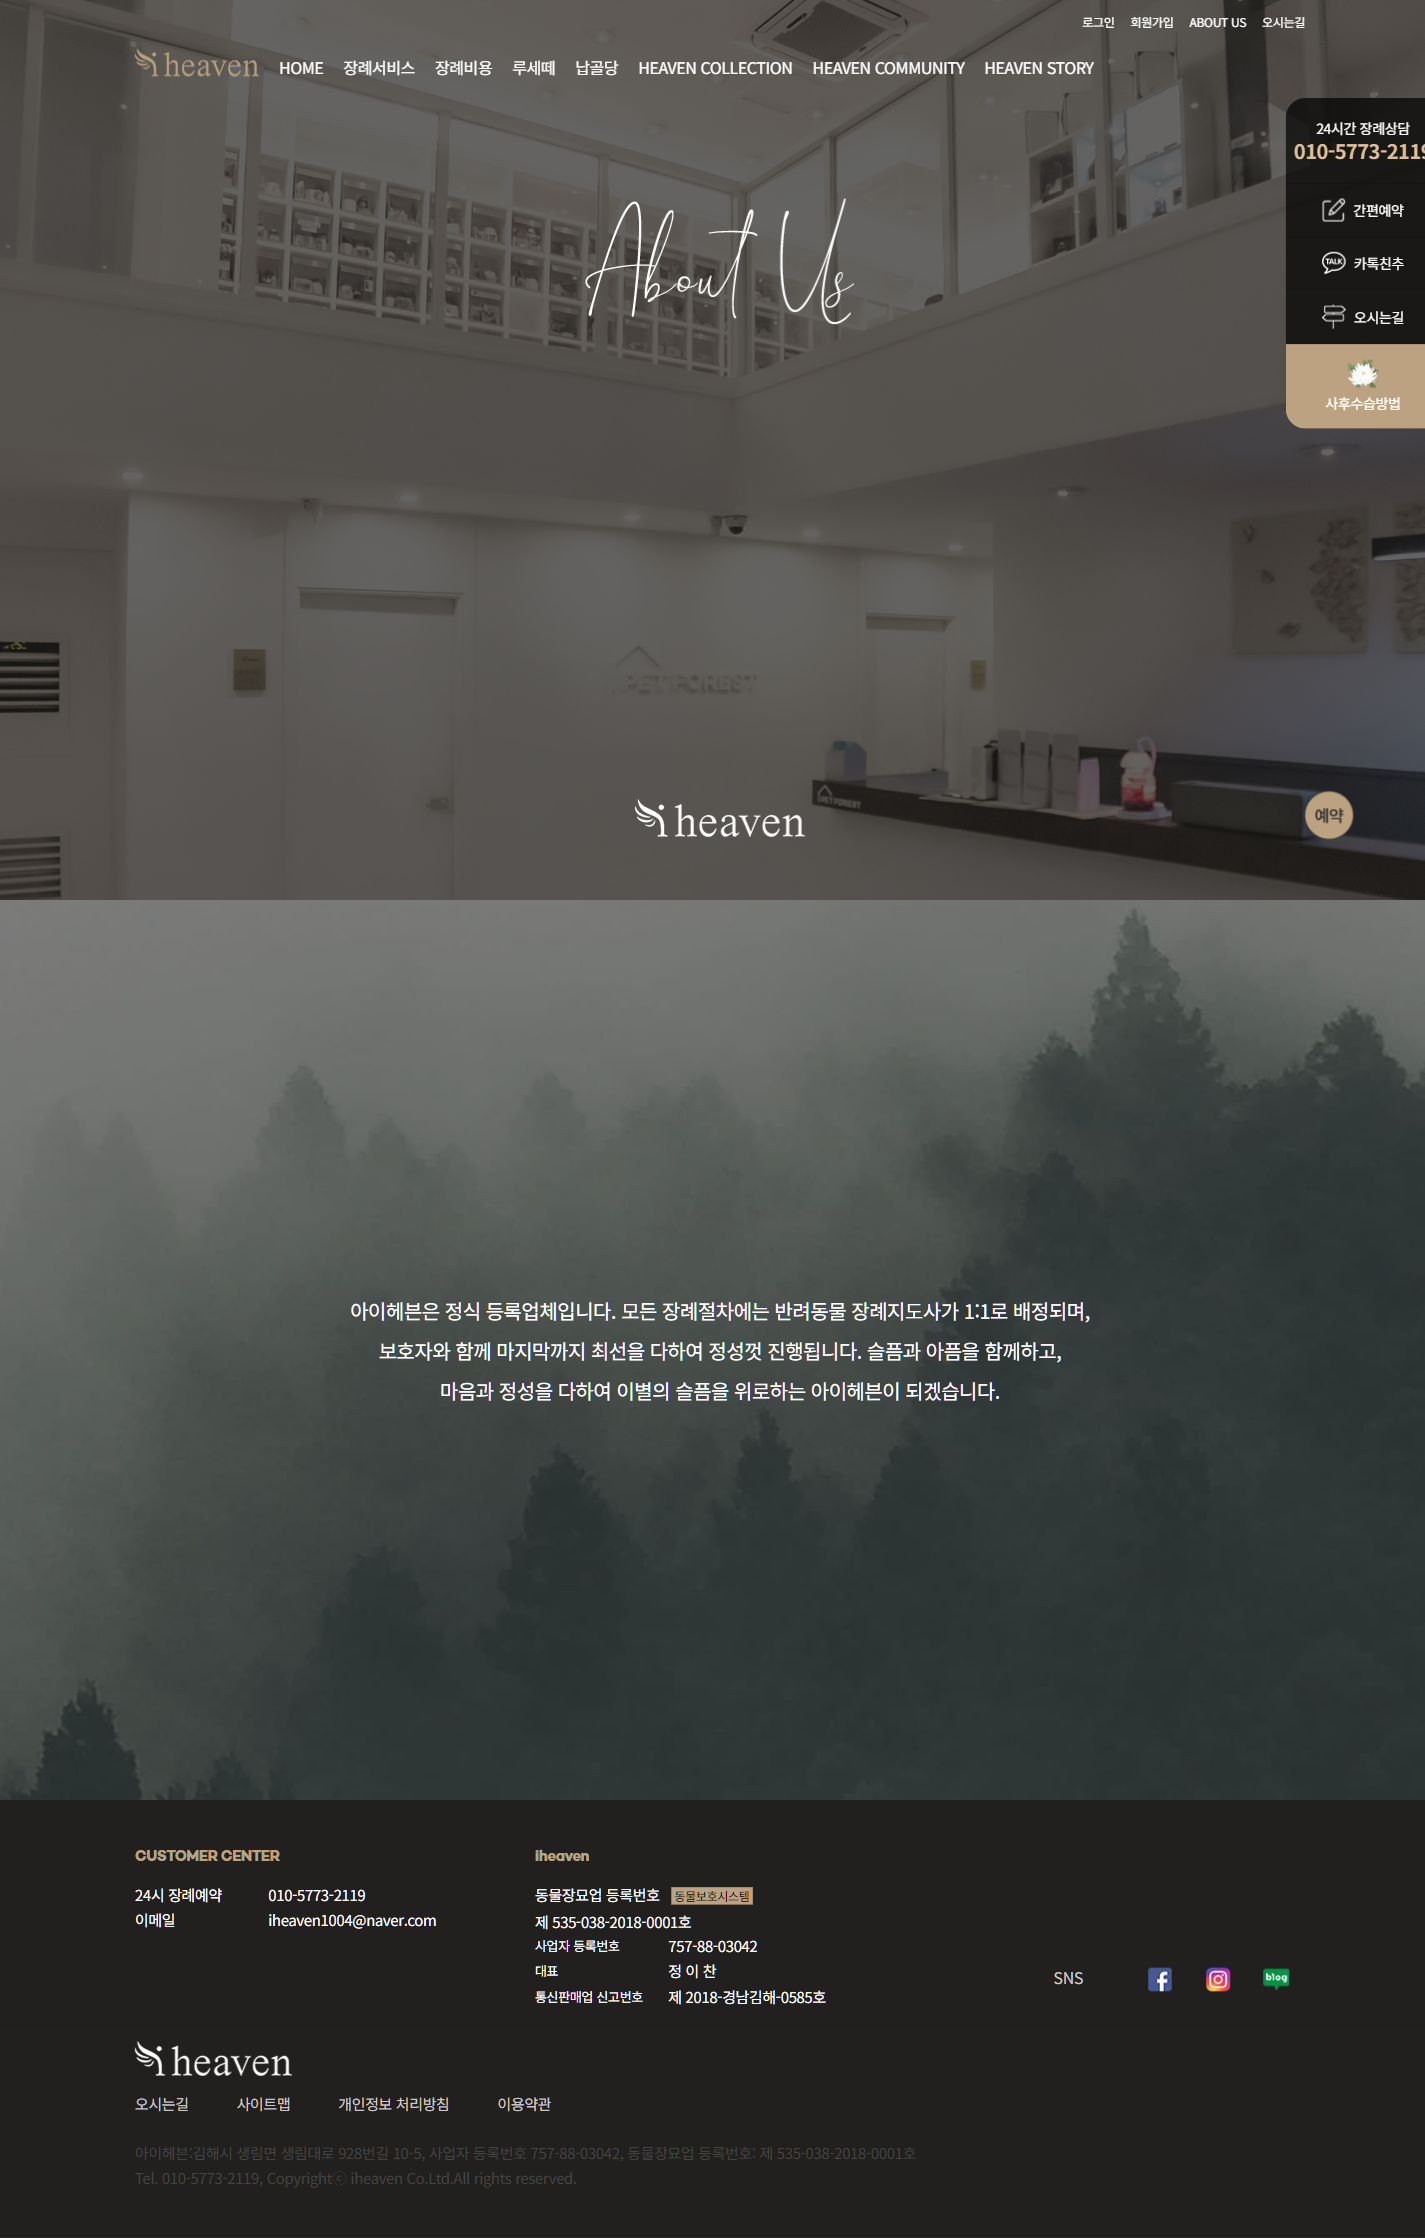 로그인 회원가입 ABOUT US 오시는길
iheaven HOME 장례서비스 장례비용 루세떼 납골당 HEAVEN COLLECTION HEAVEN COMMUNITY HEAVEN STORY
24시간 장례상담
010-5773-2119
간편예약
TALK 카톡친추
오시는길
사후수습방법
About Us
PET FOREST
PET FOREST
iheaven
예약
아이헤븐은 정식 등록업체입니다. 모든 장례절차에는 반려동물 장례지도사가 1:1로 배정되며,
보호자와 함께 마지막까지 최선을 다하여 정성껏 진행됩니다. 슬픔과 아픔을 함께하고,
마음과 정성을 다하여 이별의 슬픔을 위로하는 아이헤븐이 되겠습니다.
CUSTOMER CENTER
24시 장례예약 010-5773-2119
이메일 iheaven1004@naver.com
iheaven
동물장묘업 등록번호 동물보호시스템
제 535-038-2018-0001호
사업자 등록번호 757-88-03042
대표 정 이 찬
통신판매업 신고번호 제 2018-경남김해-0585호
SNS blog
iheaven
오시는길 사이트맵 개인정보 처리방침 이용약관
아이헤븐:김해시 생림면 생림대로 928번길 10-5, 사업자 등록번호 757-88-03042, 동물장묘업 등록번호: 제 535-038-2018-0001호
Tel. 010-5773-2119, Copyrightⓒ iheaven Co.Ltd.All rights reserved.